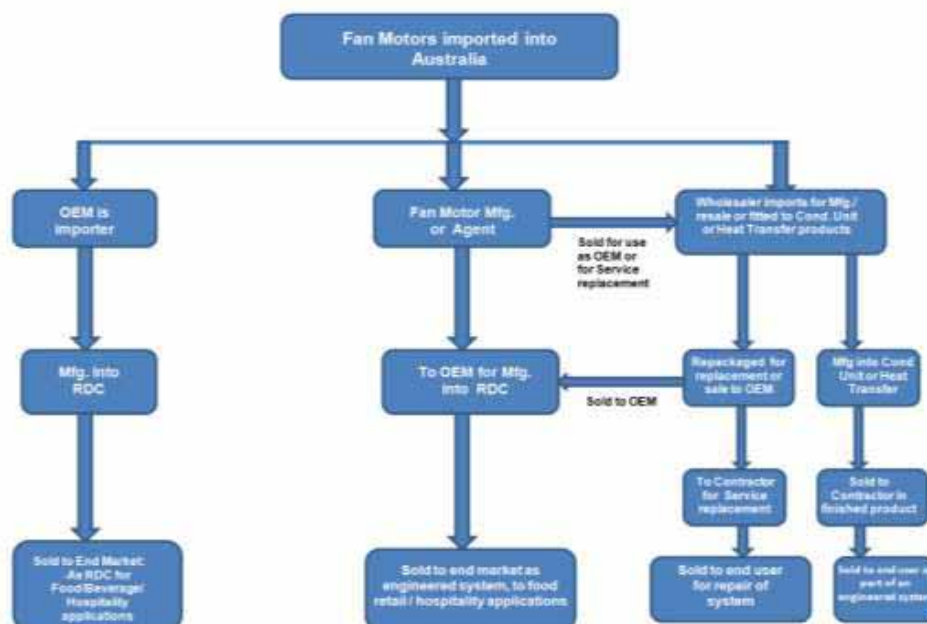 Fan Motors imported into
Australia
OEM is
importer
Fan Motor Mfg.
or Agent
Wholesaler imports for Mfg./
resale or fitted to Cond. Unit
or Heat Transfer products
Sold for use
as OEM or
for Service
replacement
Mfg. into
RDC
To OEM for Mfg.
into RDC
Repackaged for
replacement or
sale to OEM
Mfg into Cond
Unit or Heat
Transfer
Sold to OEM
To Contractor
for Service
replacement
Sold to
Contractor in
finished product
Sold to End Market:
As RDC for
Food/Beverage/
Hospitality
applications
Sold to end market as
engineered system, to food
retail / hospitality applications
Sold to end user
for repair of
system
Sold to end user
part of an
engineered system